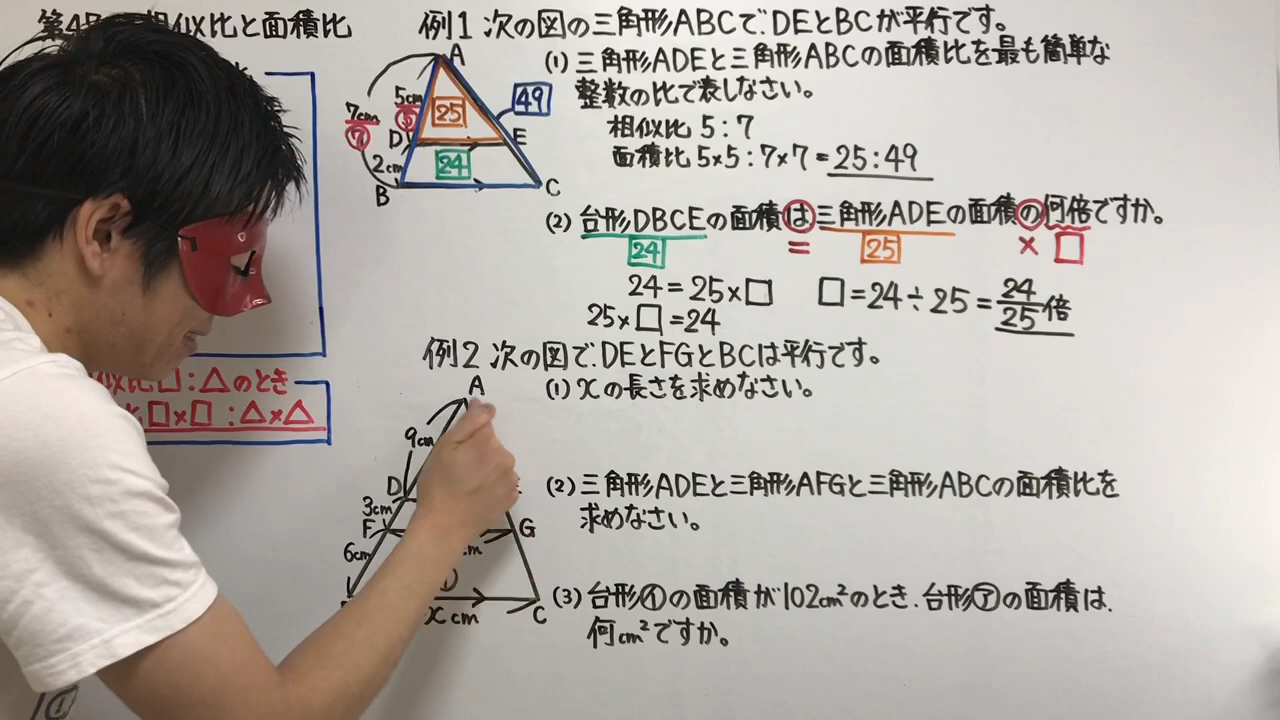 第4
相似比と面積比
似比□:△のとき
□×□:△×△
例1 次の図の三角形ABCで、DEとBCが平行です。
(1) 三角形ADEと三角形ABCの面積比を最も簡単な
整数の比で表しなさい。
相似比 5:7
面積比 5×5:7×7=25:49
A
5cm
⑤
7cm
⑦
25
49
D
E
2cm
24
B
C
(2) 台形DBCEの面積は三角形ADEの面積の何倍ですか。
24
=
25
× □
24=25×□ □=24÷25=24/25倍
25×□=24
例2 次の図で、DEとFGとBCは平行です。
(1) xの長さを求めなさい。
A
9cm
D
3cm
F
G
6cm
x cm
C
(2) 三角形ADEと三角形AFGと三角形ABCの面積比を
求めなさい。
(3) 台形㋑の面積が102cm²のとき、台形㋐の面積は、
何cm²ですか。